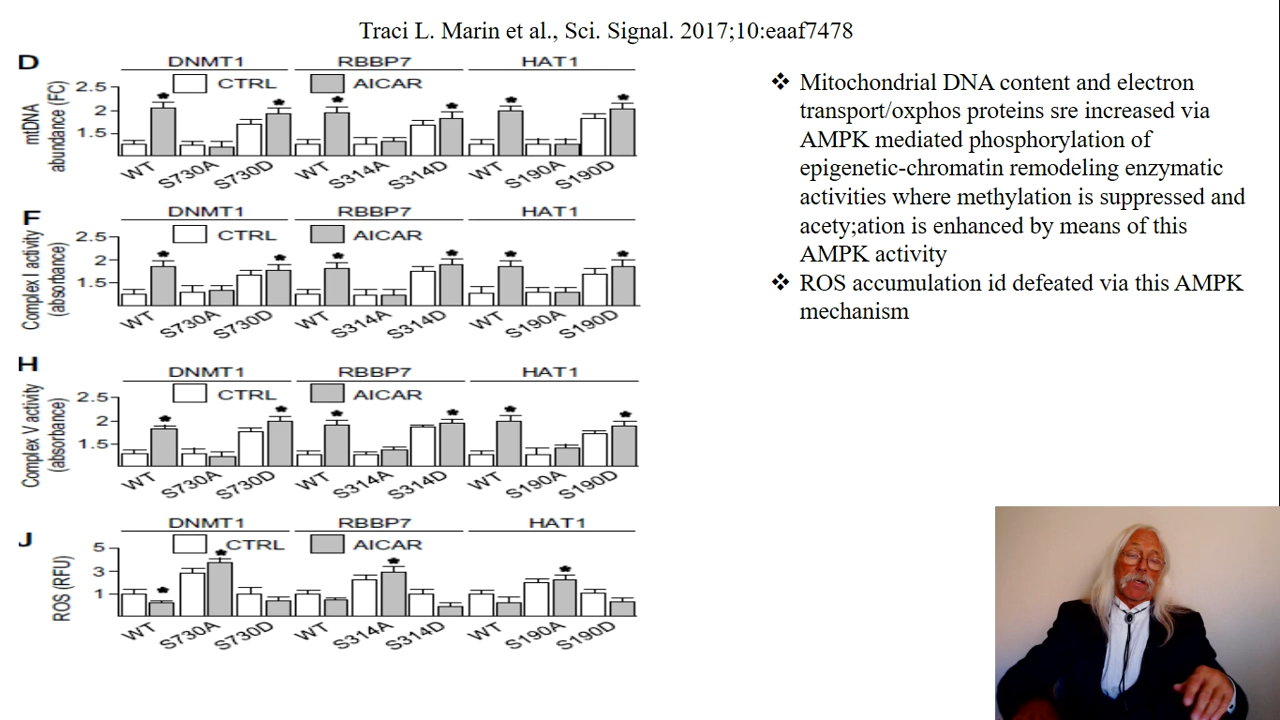 Traci L. Marin et al., Sci. Signal. 2017;10:eaaf7478
D
DNMT1 RBBP7 HAT1
CTRL AICAR
mtDNA
abundance (FC)
2.5
2
1.5
WT S730A S730D WT S314A S314D WT S190A S190D
F
DNMT1 RBBP7 HAT1
CTRL AICAR
Complex I activity
(absorbance)
2.5
2
1.5
WT S730A S730D WT S314A S314D WT S190A S190D
H
DNMT1 RBBP7 HAT1
CTRL AICAR
Complex V activity
(absorbance)
2.5
2
1.5
WT S730A S730D WT S314A S314D WT S190A S190D
J
DNMT1 RBBP7 HAT1
CTRL AICAR
ROS (RFU)
5
3
1
WT S730A S730D WT S314A S314D WT S190A S190D
❖ Mitochondrial DNA content and electron
transport/oxphos proteins sre increased via
AMPK mediated phosphorylation of
epigenetic-chromatin remodeling enzymatic
activities where methylation is suppressed and
acety;ation is enhanced by means of this
AMPK activity
❖ ROS accumulation id defeated via this AMPK
mechanism